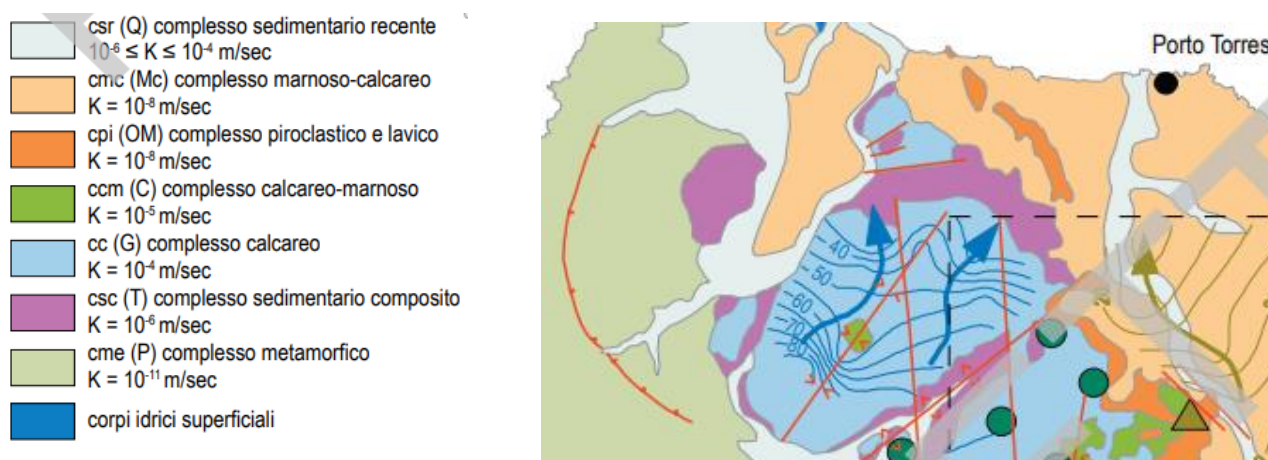 csr (Q) complesso sedimentario recente
10⁻⁶ ≤ K ≤ 10⁻⁴ m/sec
cmc (Mc) complesso marnoso-calcareo
K = 10⁻⁸ m/sec
cpi (OM) complesso piroclastico e lavico
K = 10⁻⁸ m/sec
ccm (C) complesso calcareo-marnoso
K = 10⁻⁵ m/sec
cc (G) complesso calcareo
K = 10⁻⁴ m/sec
csc (T) complesso sedimentario composito
K = 10⁻⁶ m/sec
cme (P) complesso metamorfico
K = 10⁻¹¹ m/sec
corpi idrici superficiali
Porto Torres
40
50
60
70
80